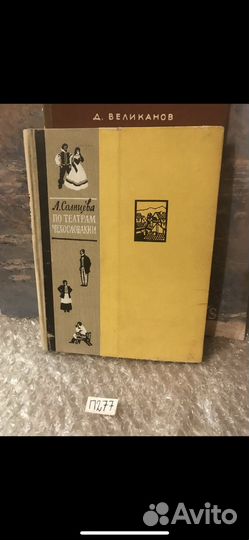 Д. ВЕЛИКАНОВ
Л. Солнцева
ПО ТЕАТРАМ
ЧЕХОСЛОВАКИИ
П277
Avito